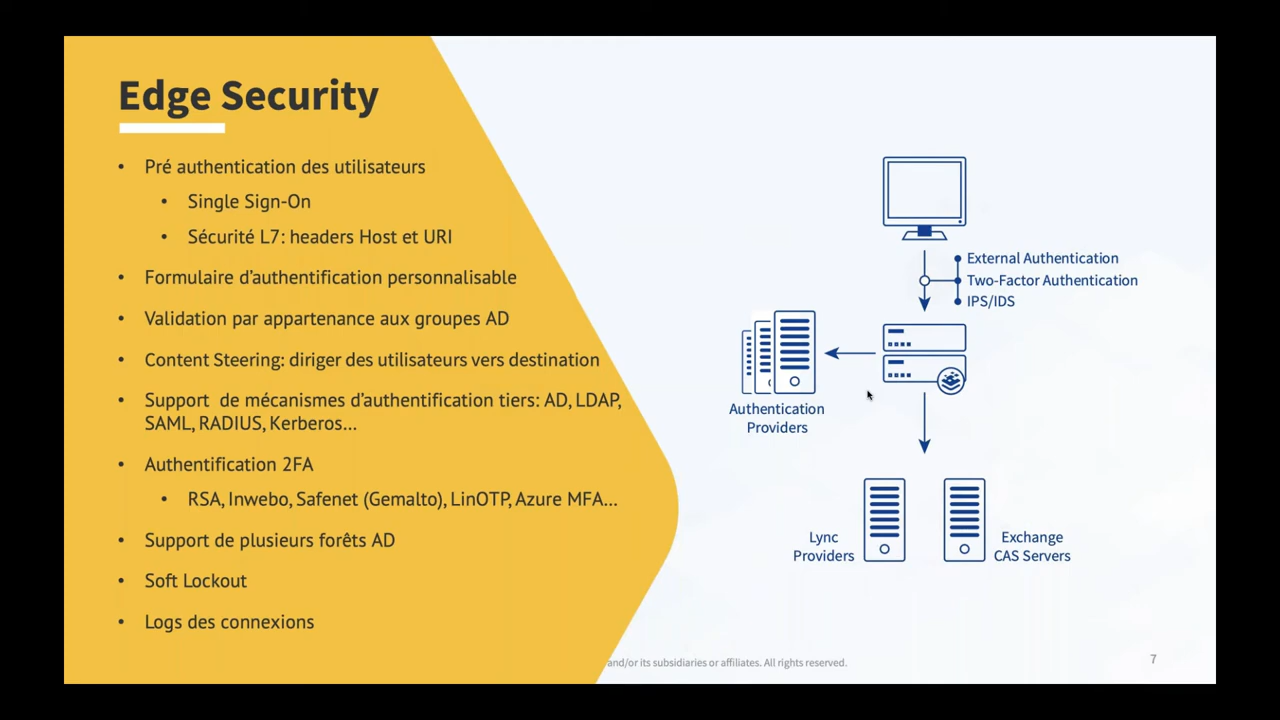 Edge Security
• Pré authentication des utilisateurs
• Single Sign-On
• Sécurité L7: headers Host et URI
• Formulaire d'authentification personnalisable
• Validation par appartenance aux groupes AD
• Content Steering: diriger des utilisateurs vers destination
• Support de mécanismes d'authentification tiers: AD, LDAP,
SAML, RADIUS, Kerberos...
• Authentification 2FA
• RSA, Inwebo, Safenet (Gemalto), LinOTP, Azure MFA...
• Support de plusieurs forêts AD
• Soft Lockout
• Logs des connexions
External Authentication
Two-Factor Authentication
IPS/IDS
Authentication
Providers
Lync
Providers
Exchange
CAS Servers
and/or its subsidiaries or affiliates. All rights reserved.
7